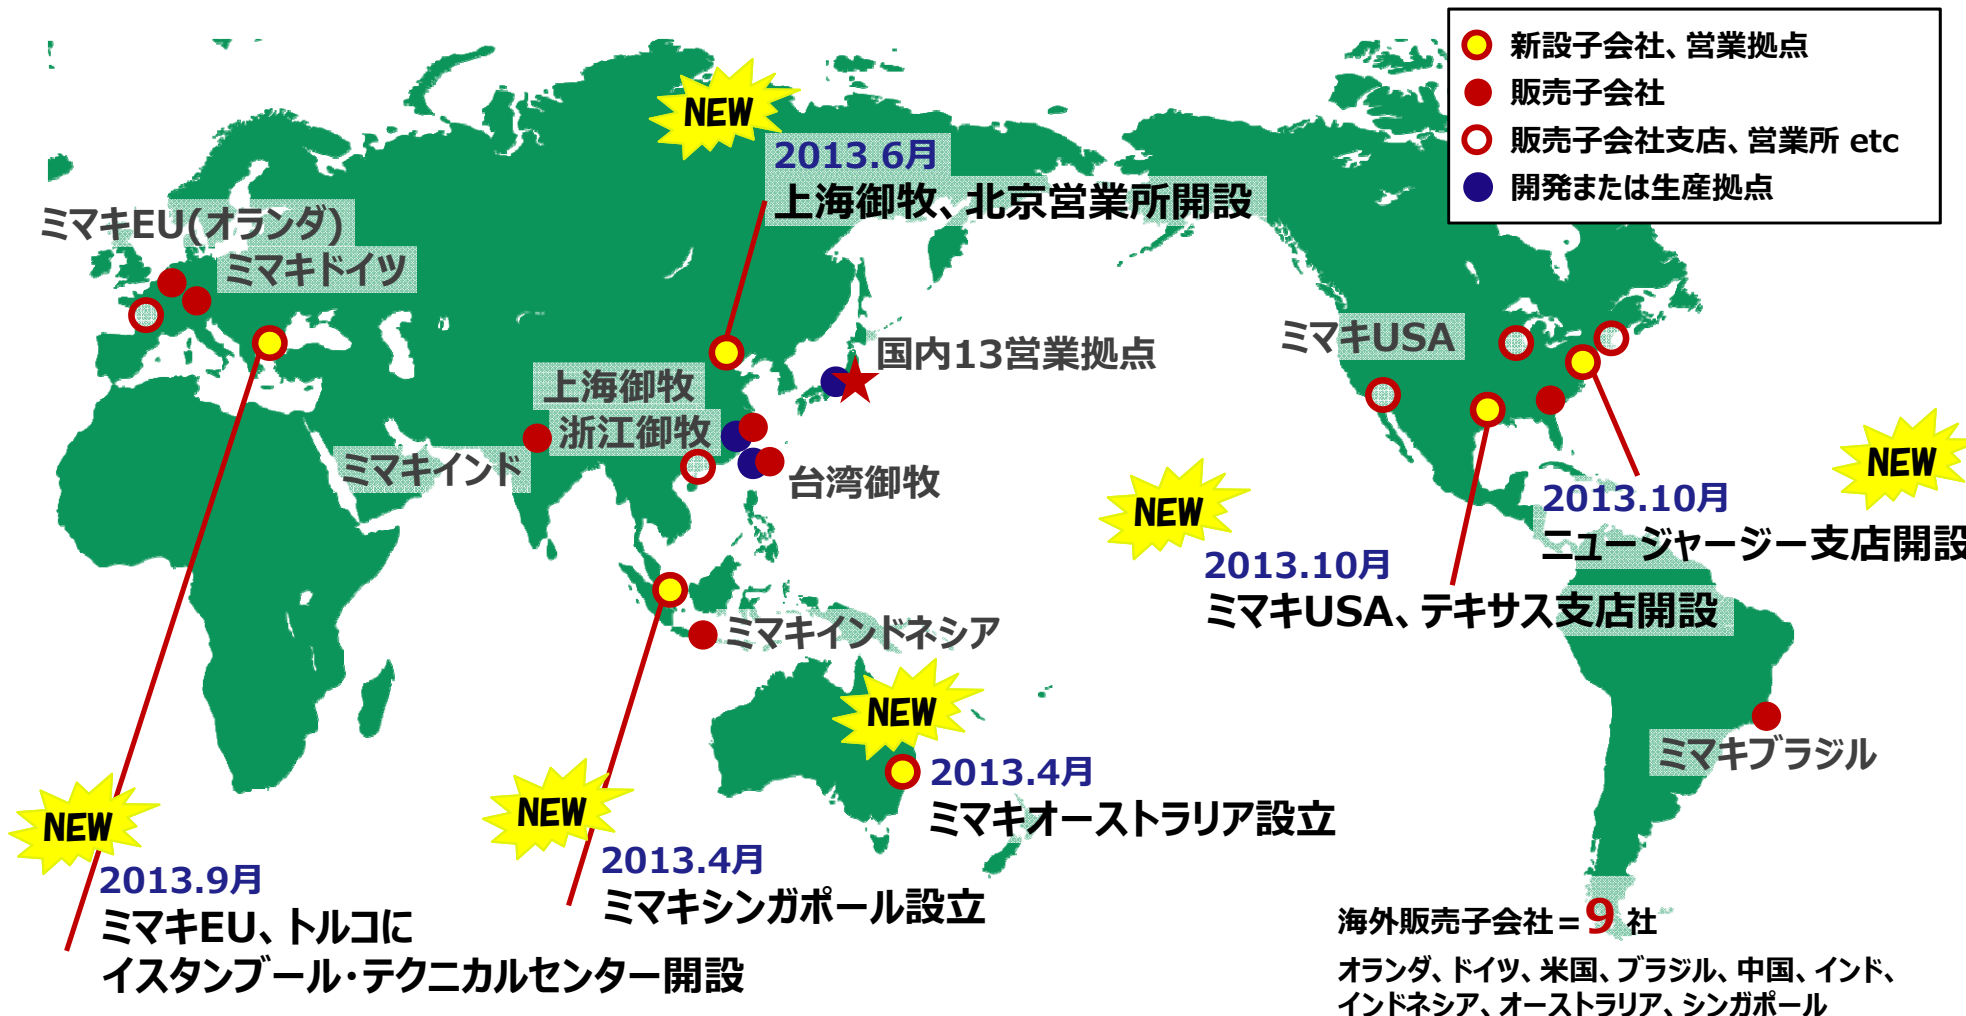 新設子会社、営業拠点
販売子会社
販売子会社支店、営業所 etc
開発または生産拠点
NEW
2013.6月
上海御牧、北京営業所開設
ミマキEU(オランダ)
ミマキドイツ
国内13営業拠点
ミマキUSA
上海御牧
浙江御牧
ミマキインド
台湾御牧
NEW
2013.10月
ニュージャージー支店開設
NEW
2013.10月
ミマキUSA、テキサス支店開設
ミマキインドネシア
NEW
2013.4月
ミマキオーストラリア設立
ミマキブラジル
NEW
2013.9月
ミマキEU、トルコに
イスタンブール・テクニカルセンター開設
NEW
2013.4月
ミマキシンガポール設立
海外販売子会社=9 社
オランダ、ドイツ、米国、ブラジル、中国、インド、
インドネシア、オーストラリア、シンガポール